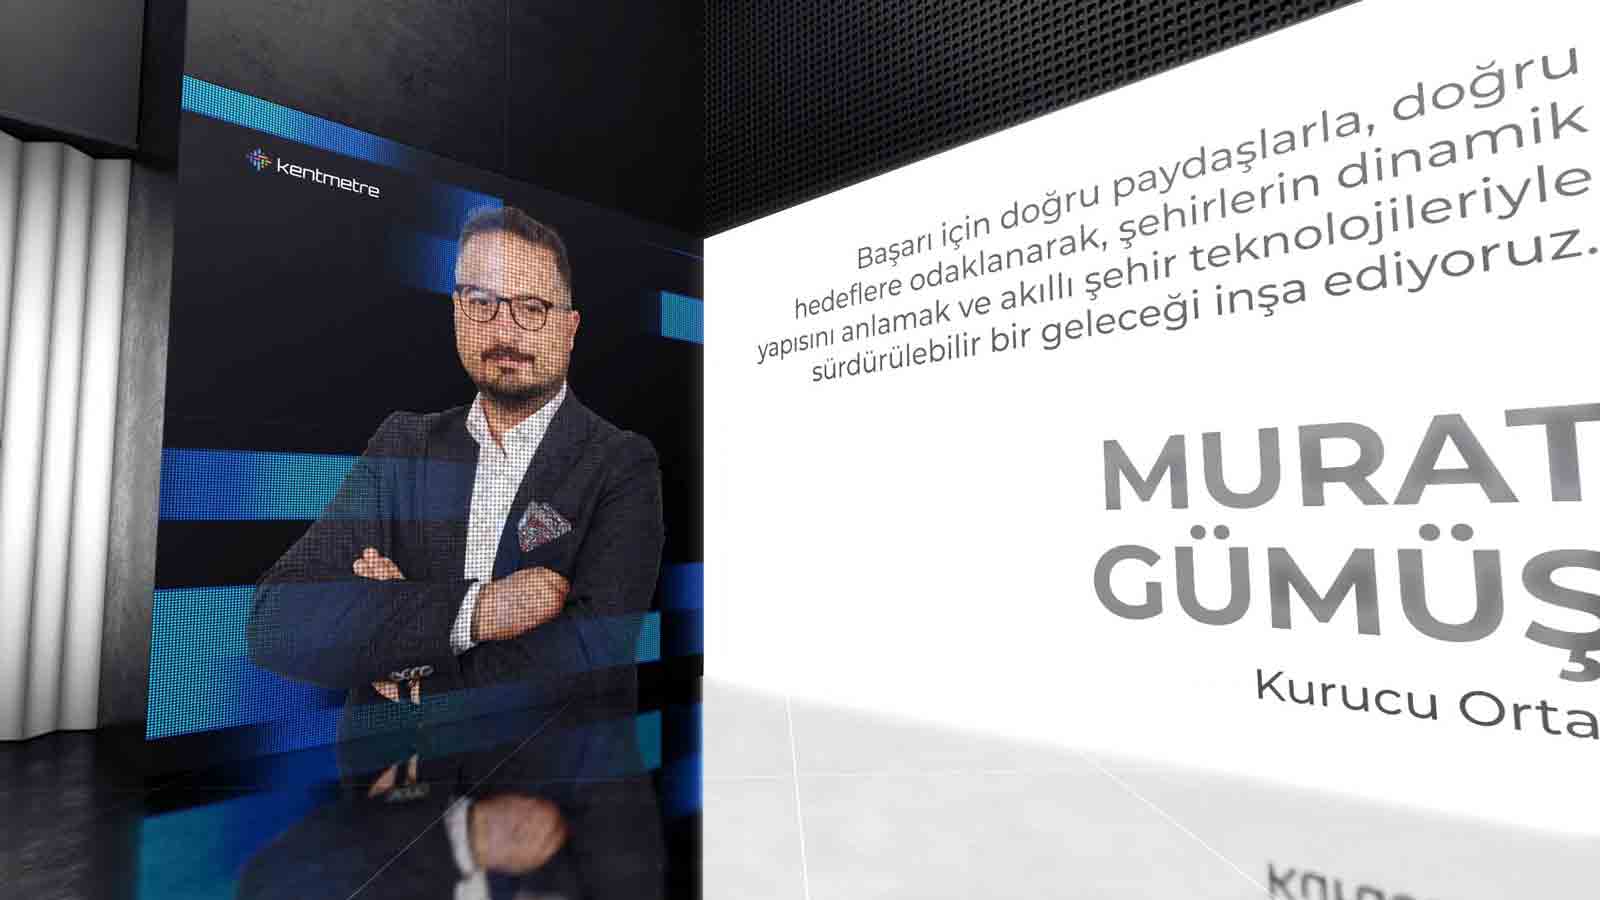 kentmetre
Başarı için doğru paydaşlarla, doğru
hedeflere odaklanarak, şehirlerin dinamik
yapısını anlamak ve akıllı şehir teknolojileriyle
sürdürülebilir bir geleceği inşa ediyoruz.
MURAT
GÜMÜŞ
Kurucu Orta